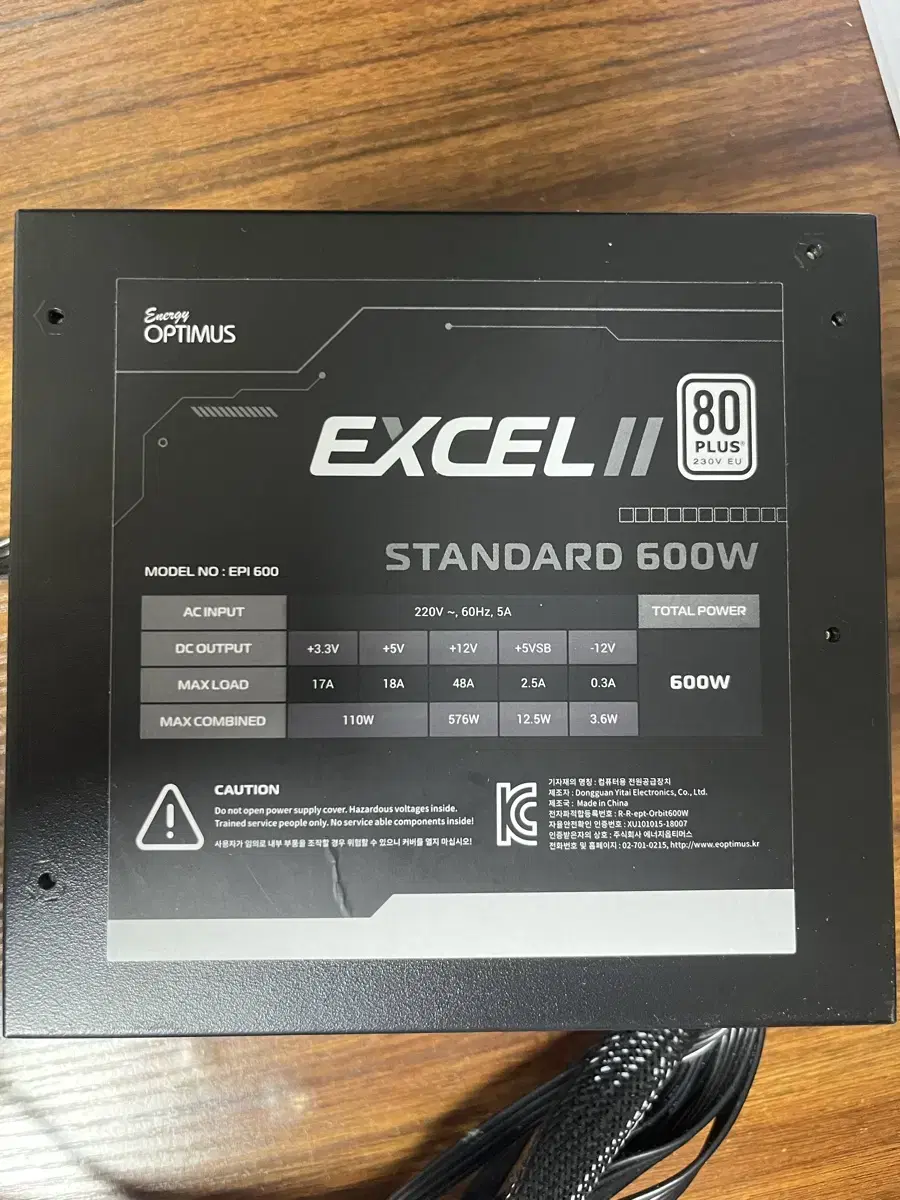 Energy
OPTIMUS
EXCEL II
80
PLUS®
230V EU
STANDARD 600W
MODEL NO : EPI 600
AC INPUT 220V ~, 60Hz, 5A TOTAL POWER
DC OUTPUT +3.3V +5V +12V +5VSB -12V
MAX LOAD 17A 18A 48A 2.5A 0.3A 600W
MAX COMBINED 110W 576W 12.5W 3.6W
CAUTION
Do not open power supply cover. Hazardous voltages inside.
Trained service people only. No service able components inside!
사용자가 임의로 내부 부품을 조작할 경우 위험할 수 있으니 커버를 열지 마십시오!
기자재의 명칭 : 컴퓨터용 전원공급장치
제조자 : Dongguan Yitai Electronics, Co., Ltd.
제조국 : Made in China
전자파적합등록번호 : R-R-ept-Orbit600W
자율안전확인 인증번호 : XU101015-18007
인증받은자의 상호 : 주식회사 에너지옵티머스
전화번호 및 홈페이지 : 02-701-0215, http://www.eoptimus.kr